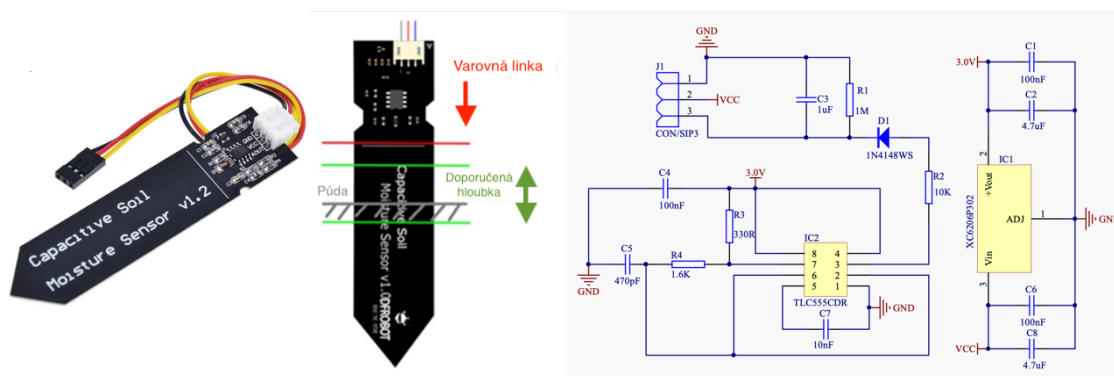 Capacitive Soil
Moisture Sensor v1.2
GND
VCC
AOUT
Varovná linka
Doporučená
hloubka
Půda
Capacitive Soil
Moisture Sensor v1.0
DFROBOT
GND
J1
1
2
3
VCC
CON/SIP3
C3
1uF
R1
1M
D1
1N4148WS
R2
10K
C4
100nF
3.0V
R3
330R
C5
470pF
R4
1.6K
GND
IC2
8
7
6
5
4
3
2
1
TLC555CDR
C7
10nF
GND
C1
100nF
3.0V
C2
4.7uF
2
IC1
+Vout
ADJ
1
XC6206P302
Vin
3
GND
C6
100nF
VCC
C8
4.7uF